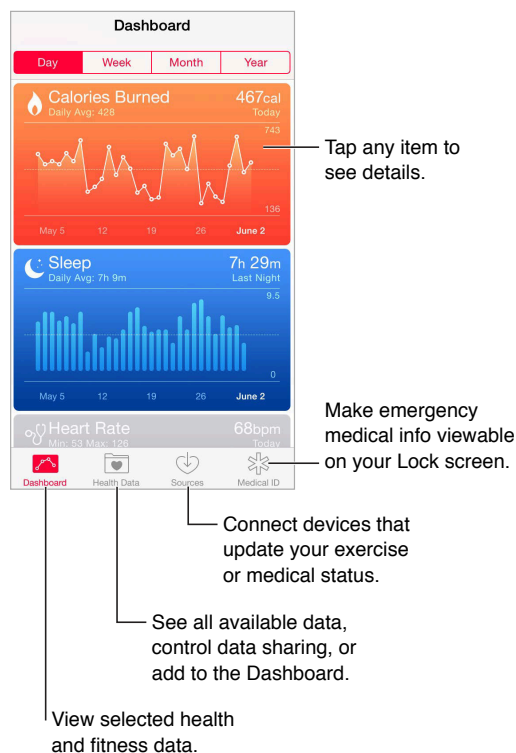 Dashboard
Day Week Month Year
Calories Burned 467cal
Daily Avg: 428 Today
743
136
May 5 12 19 26 June 2
Tap any item to
see details.
Sleep 7h 29m
Daily Avg: 7h 9m Last Night
9.5
0
May 5 12 19 26 June 2
Heart Rate 68bpm
Min: 53 Max: 126 Today
Dashboard Health Data Sources Medical ID
Make emergency
medical info viewable
on your Lock screen.
Connect devices that
update your exercise
or medical status.
See all available data,
control data sharing, or
add to the Dashboard.
View selected health
and fitness data.